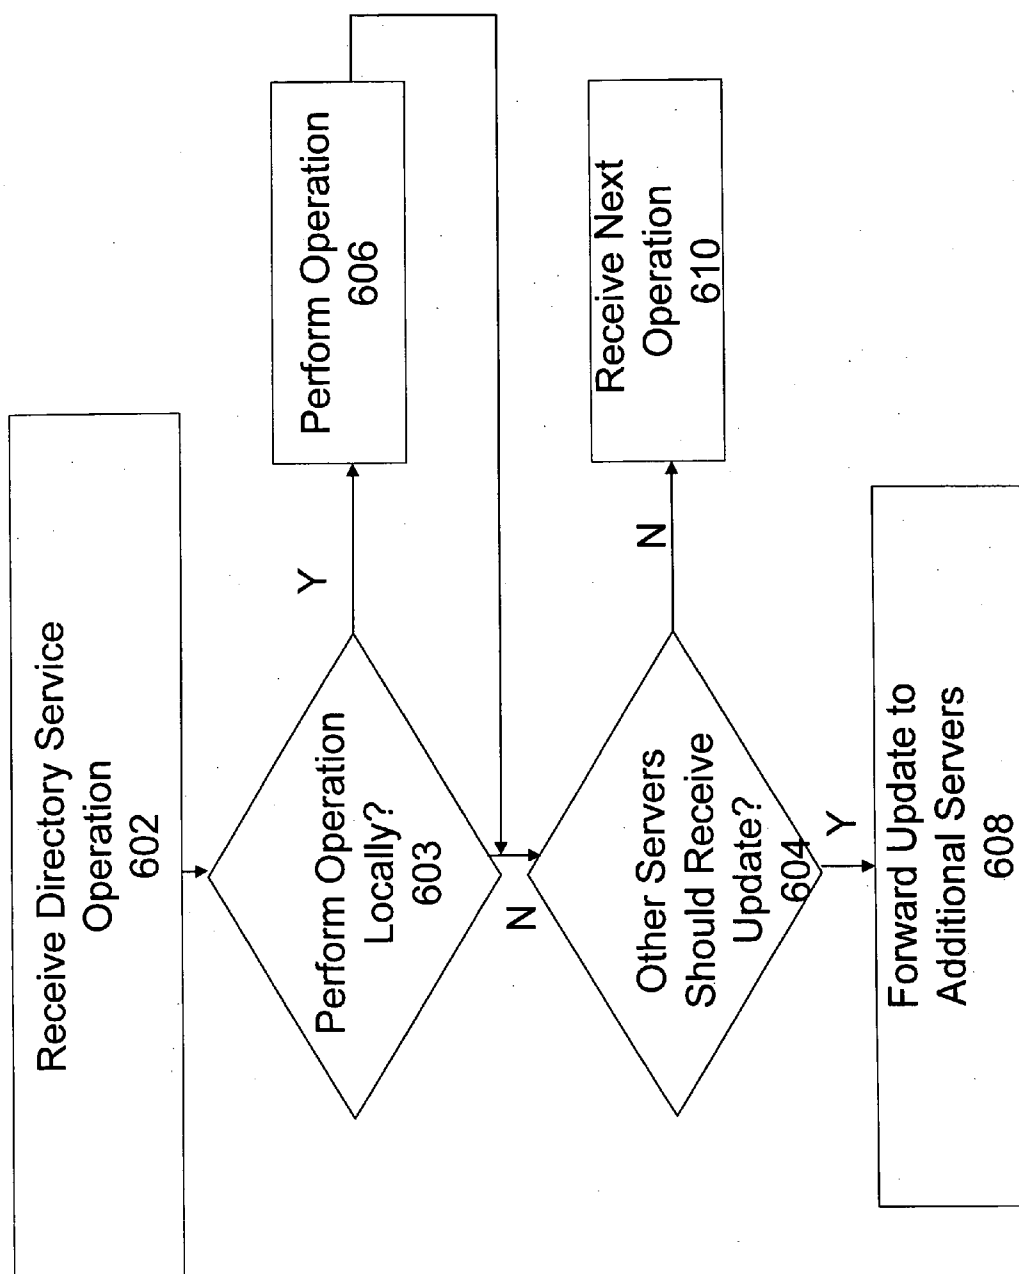 Receive Directory Service
Operation
602
Perform Operation
Locally?
603
Y
Perform Operation
606
N
Other Servers
Should Receive
Update?
604
N
Receive Next
Operation
610
Y
Forward Update to
Additional Servers
608